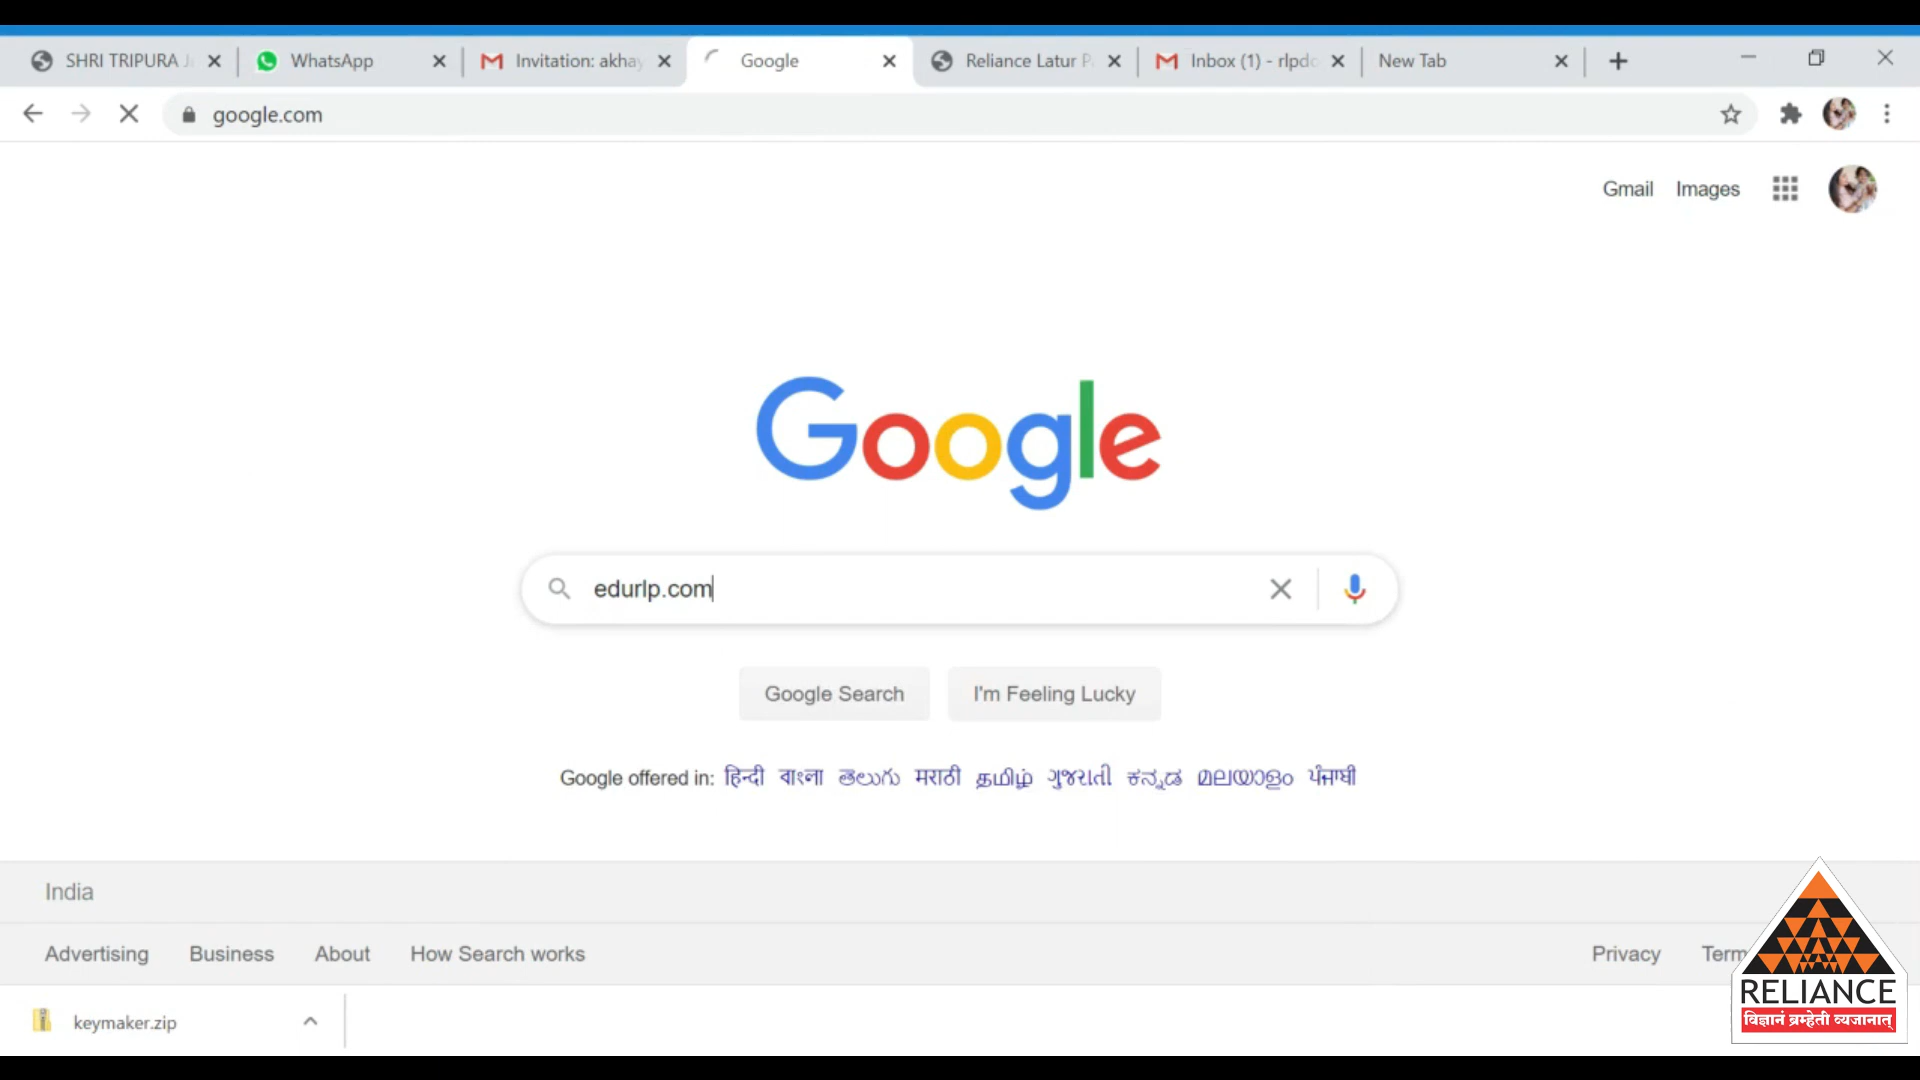 SHRI TRIPURA J
WhatsApp
Invitation: akhay
Google
Reliance Latur P
Inbox (1) - rlpdo
New Tab
google.com
Gmail Images
Google
edurlp.com
Google Search
I'm Feeling Lucky
Google offered in: हिन्दी বাংলা తెలుగు मराठी தமிழ் ગુજરાતી ಕನ್ನಡ മലയാളം ਪੰਜਾਬੀ
India
Advertising Business About How Search works
Privacy Term
keymaker.zip
RELIANCE
विज्ञानं ब्रम्हेती व्यजानात्